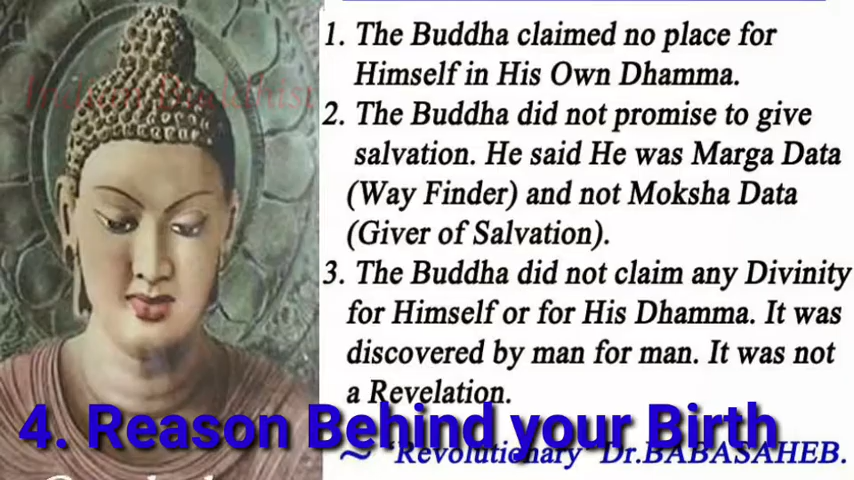 Indian Buddhist
1. The Buddha claimed no place for
Himself in His Own Dhamma.
2. The Buddha did not promise to give
salvation. He said He was Marga Data
(Way Finder) and not Moksha Data
(Giver of Salvation).
3. The Buddha did not claim any Divinity
for Himself or for His Dhamma. It was
discovered by man for man. It was not
a Revelation.
4. Reason Behind your Birth
~ Revolutionary Dr.BABASAHEB.